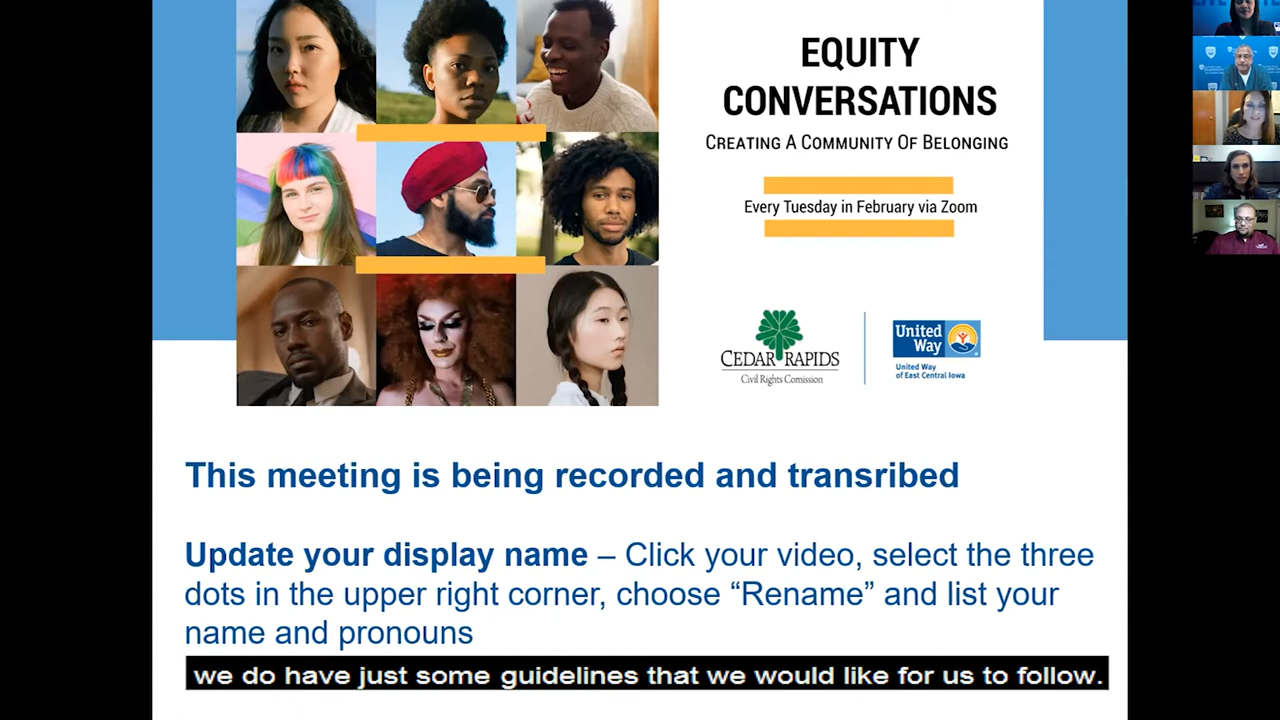 EQUITY
CONVERSATIONS
CREATING A COMMUNITY OF BELONGING
Every Tuesday in February via Zoom
CEDAR RAPIDS
Civil Rights Comission
United
Way
United Way
of East Central Iowa
This meeting is being recorded and transribed
Update your display name – Click your video, select the three
dots in the upper right corner, choose “Rename” and list your
name and pronouns
we do have just some guidelines that we would like for us to follow.